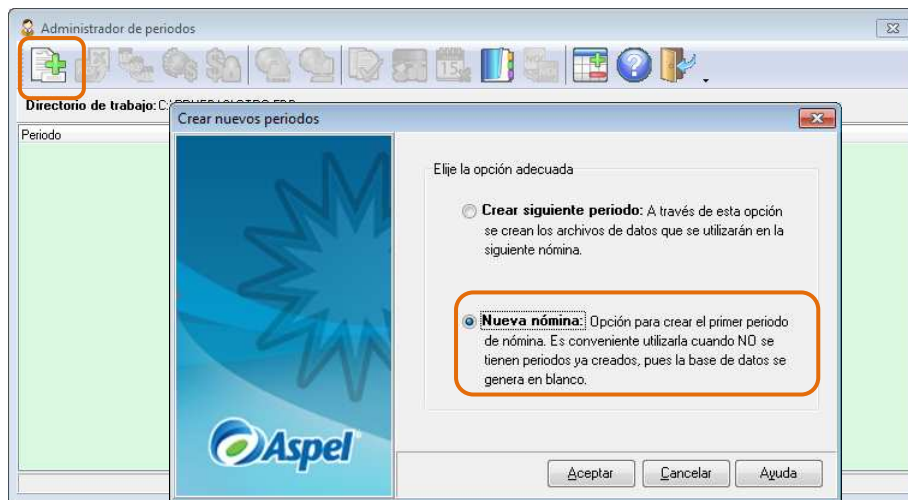 Administrador de periodos
15
Directorio de trabajo:
Crear nuevos periodos
Periodo
Elije la opción adecuada
Crear siguiente periodo: A través de esta opción
se crean los archivos de datos que se utilizarán en la
siguiente nómina.
Nueva nómina: Opción para crear el primer periodo
de nómina. Es conveniente utilizarla cuando NO se
tienen periodos ya creados, pues la base de datos se
genera en blanco.
Aspel
Aceptar Cancelar Ayuda